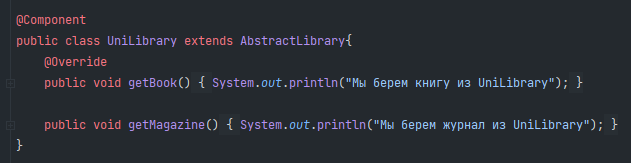 @Component
public class UniLibrary extends AbstractLibrary{
@Override
public void getBook() { System.out.println("Мы берем книгу из UniLibrary"); }
public void getMagazine() { System.out.println("Мы берем журнал из UniLibrary"); }
}